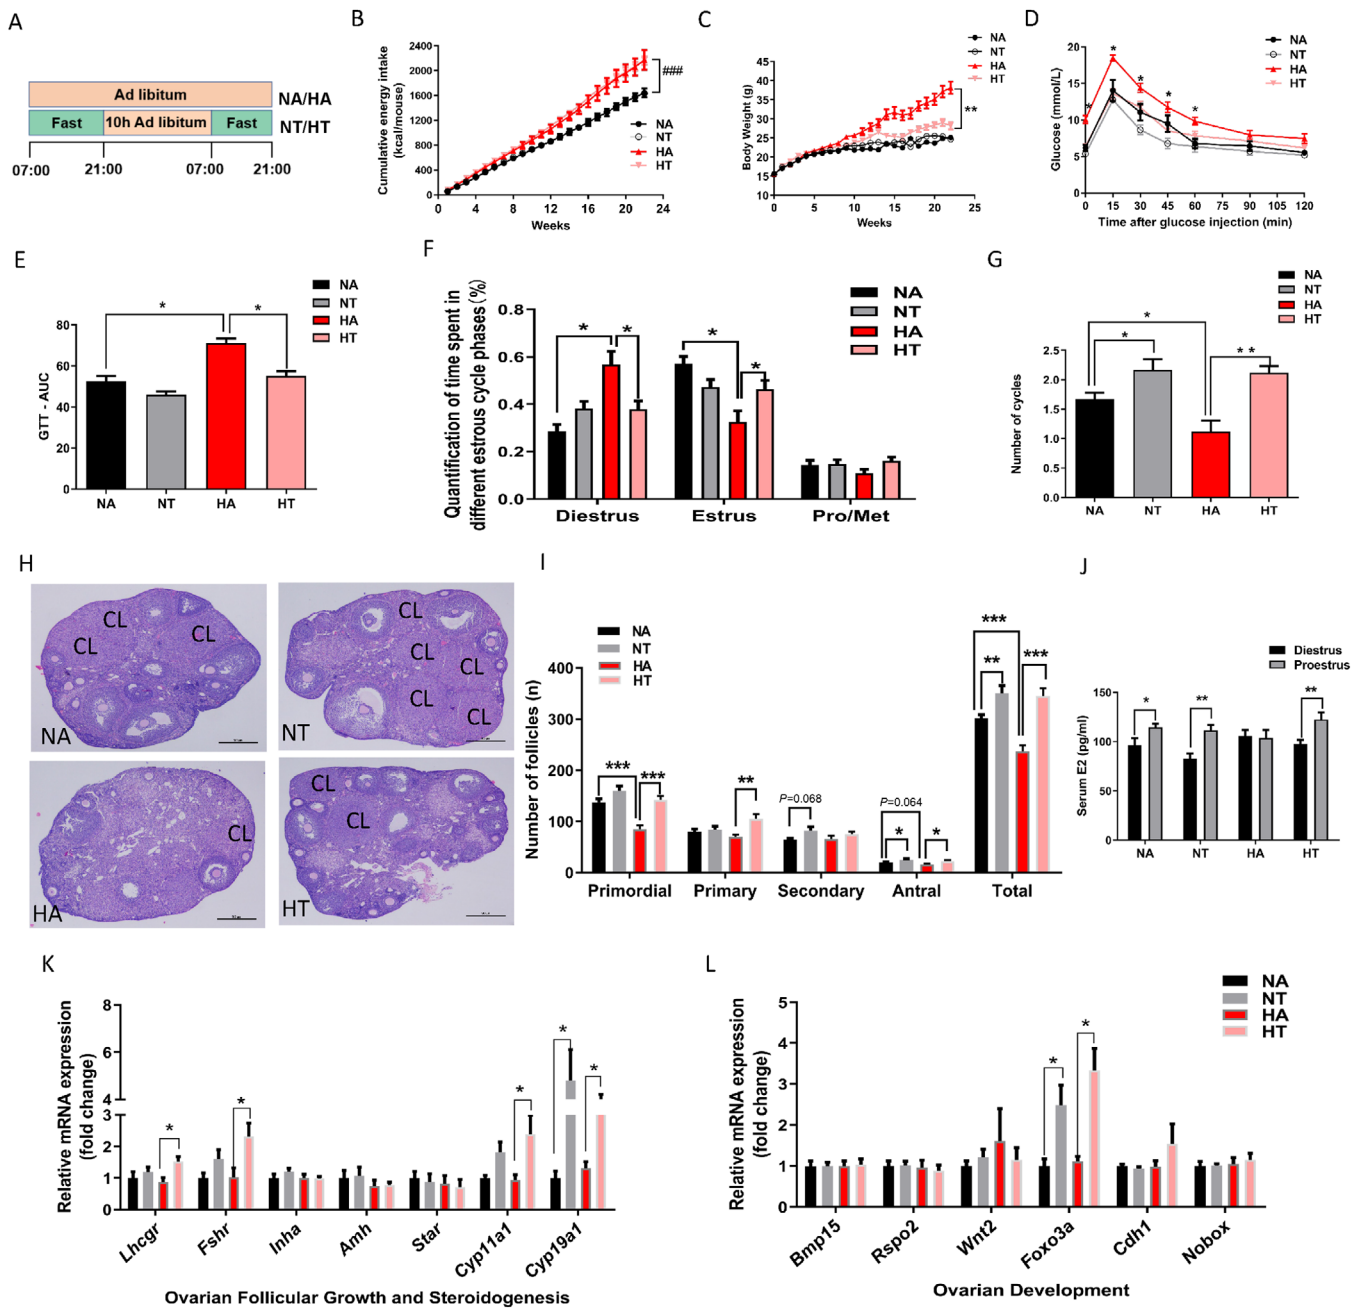 A
Ad libitum
NA/HA
Fast
10h Ad libitum
Fast
NT/HT
07:00
21:00
07:00
21:00
B
Cumulative energy intake
(kcal/mouse)
2400
2000
1600
1200
800
400
0
0
4
8
12
16
20
24
Weeks
###
NA
NT
HA
HT
C
Body Weight (g)
45
40
35
30
25
20
15
10
0
5
10
15
20
25
Weeks
**
NA
NT
HA
HT
D
Glucose (mmol/L)
20
15
10
5
0
0
15
30
45
60
75
90
105
120
Time after glucose injection (min)
*
*
*
*
*
NA
NT
HA
HT
E
GTT - AUC
80
60
40
20
0
NA
NT
HA
HT
*
*
NA
NT
HA
HT
F
Quantification of time spent in
different estrous cycle phases(%)
0.8
0.6
0.4
0.2
0.0
Diestrus
Estrus
Pro/Met
*
*
*
*
NA
NT
HA
HT
G
Number of cycles
2.5
2.0
1.5
1.0
0.5
0.0
NA
NT
HA
HT
*
*
**
NA
NT
HA
HT
H
CL
CL
CL
CL
NA
CL
CL
CL
CL
CL
NT
CL
HA
CL
CL
HT
I
Number of follicles (n)
400
300
200
100
0
Primordial
Primary
Secondary
Antral
Total
***
***
**
P=0.068
P=0.064
*
*
***
**
***
NA
NT
HA
HT
J
Serum E2 (pg/ml)
150
100
50
0
NA
NT
HA
HT
*
**
**
Diestrus
Proestrus
K
Relative mRNA expression
(fold change)
8
6
4
3
2
1
0
Lhcgr
Fshr
Inha
Amh
Star
Cyp11a1
Cyp19a1
*
*
*
*
*
Ovarian Follicular Growth and Steroidogenesis
L
Relative mRNA expression
(fold change)
5
4
3
2
1
0
Bmp15
Rspo2
Wnt2
Foxo3a
Cdh1
Nobox
*
*
NA
NT
HA
HT
Ovarian Development